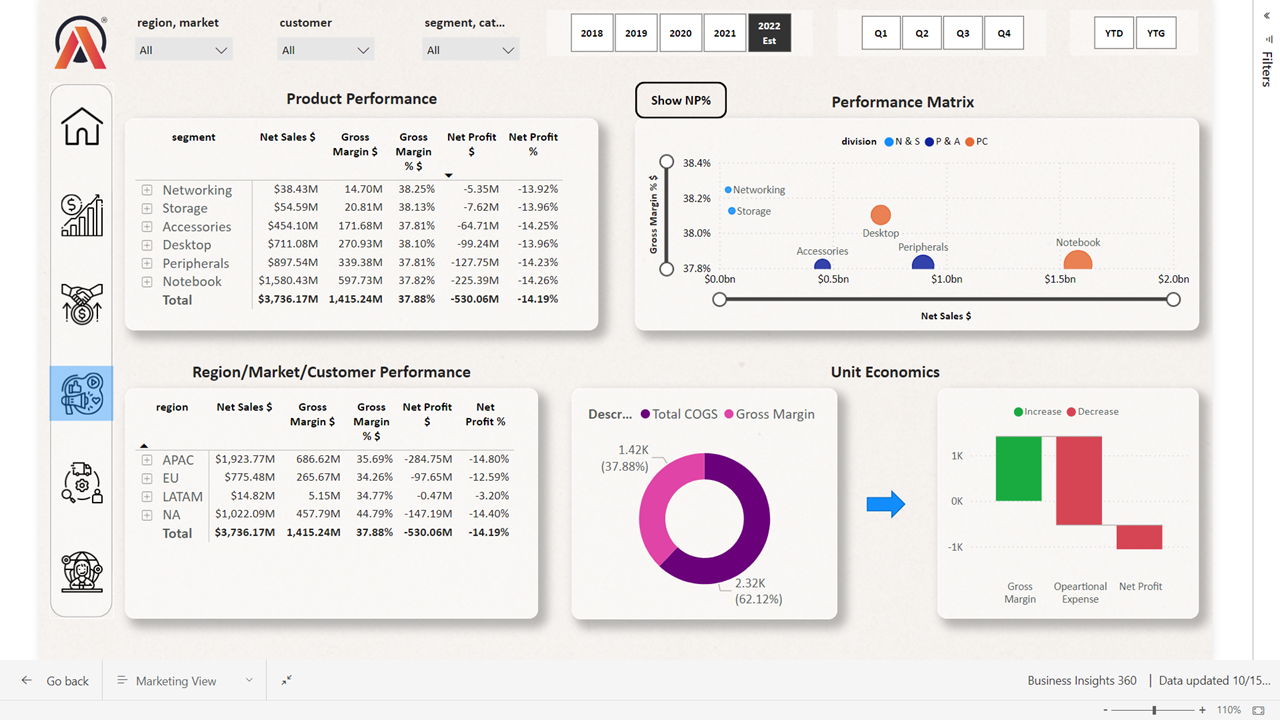 region, market
customer
segment, cat...
All
All
All
2018
2019
2020
2021
2022
Est
Q1
Q2
Q3
Q4
YTD
YTG
«
Filters
Product Performance
segment Net Sales $ Gross Margin $ Gross Margin % $ Net Profit $ Net Profit %
Networking $38.43M 14.70M 38.25% -5.35M -13.92%
Storage $54.59M 20.81M 38.13% -7.62M -13.96%
Accessories $454.10M 171.68M 37.81% -64.71M -14.25%
Desktop $711.08M 270.93M 38.10% -99.24M -13.96%
Peripherals $897.54M 339.38M 37.81% -127.75M -14.23%
Notebook $1,580.43M 597.73M 37.82% -225.39M -14.26%
Total $3,736.17M 1,415.24M 37.88% -530.06M -14.19%
Show NP%
Performance Matrix
division N & S P & A PC
Gross Margin % $
38.4%
38.2%
38.0%
37.8%
Networking
Storage
Desktop
Accessories
Peripherals
Notebook
$0.0bn $0.5bn $1.0bn $1.5bn $2.0bn
Net Sales $
Region/Market/Customer Performance
region Net Sales $ Gross Margin $ Gross Margin % $ Net Profit $ Net Profit %
APAC $1,923.77M 686.62M 35.69% -284.75M -14.80%
EU $775.48M 265.67M 34.26% -97.65M -12.59%
LATAM $14.82M 5.15M 34.77% -0.47M -3.20%
NA $1,022.09M 457.79M 44.79% -147.19M -14.40%
Total $3,736.17M 1,415.24M 37.88% -530.06M -14.19%
Unit Economics
Descr... Total COGS Gross Margin
1.42K
(37.88%)
2.32K
(62.12%)
Increase Decrease
1K
0K
-1K
Gross
Margin
Opeartional
Expense
Net Profit
Go back
Marketing View
Business Insights 360 | Data updated 10/15...
- + 110%